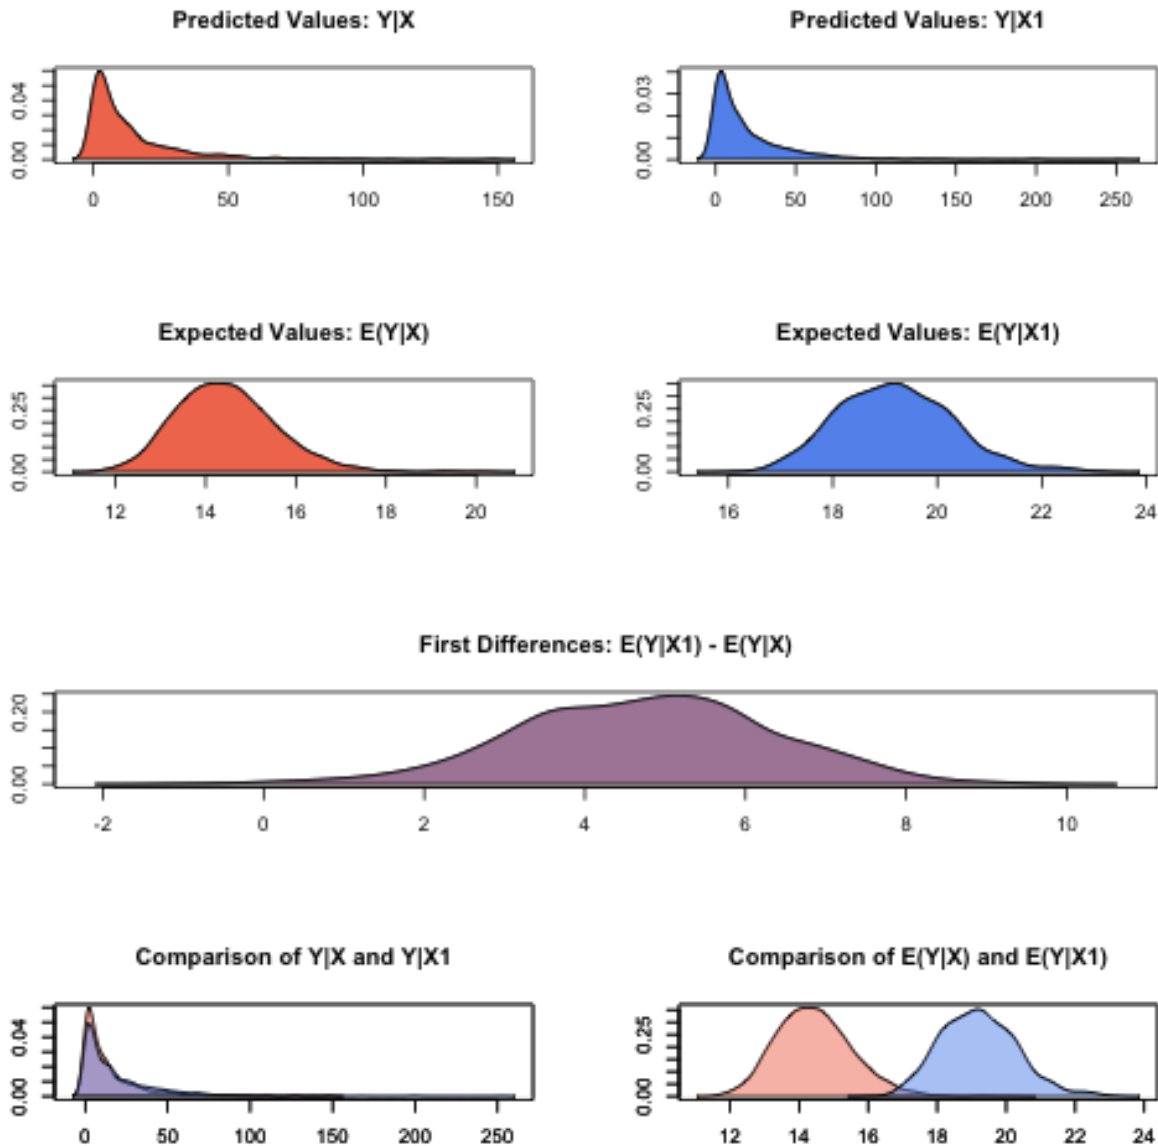 Predicted Values: Y|X
Predicted Values: Y|X1
0.00 0.04
0 50 100 150
0.00 0.03
0 50 100 150 200 250
Expected Values: E(Y|X)
Expected Values: E(Y|X1)
0.00 0.25
12 14 16 18 20
0.00 0.25
16 18 20 22 24
First Differences: E(Y|X1) - E(Y|X)
0.00 0.20
-2 0 2 4 6 8 10
Comparison of Y|X and Y|X1
Comparison of E(Y|X) and E(Y|X1)
0.00 0.04
0 50 100 150 200 250
0.00 0.25
12 14 16 18 20 22 24